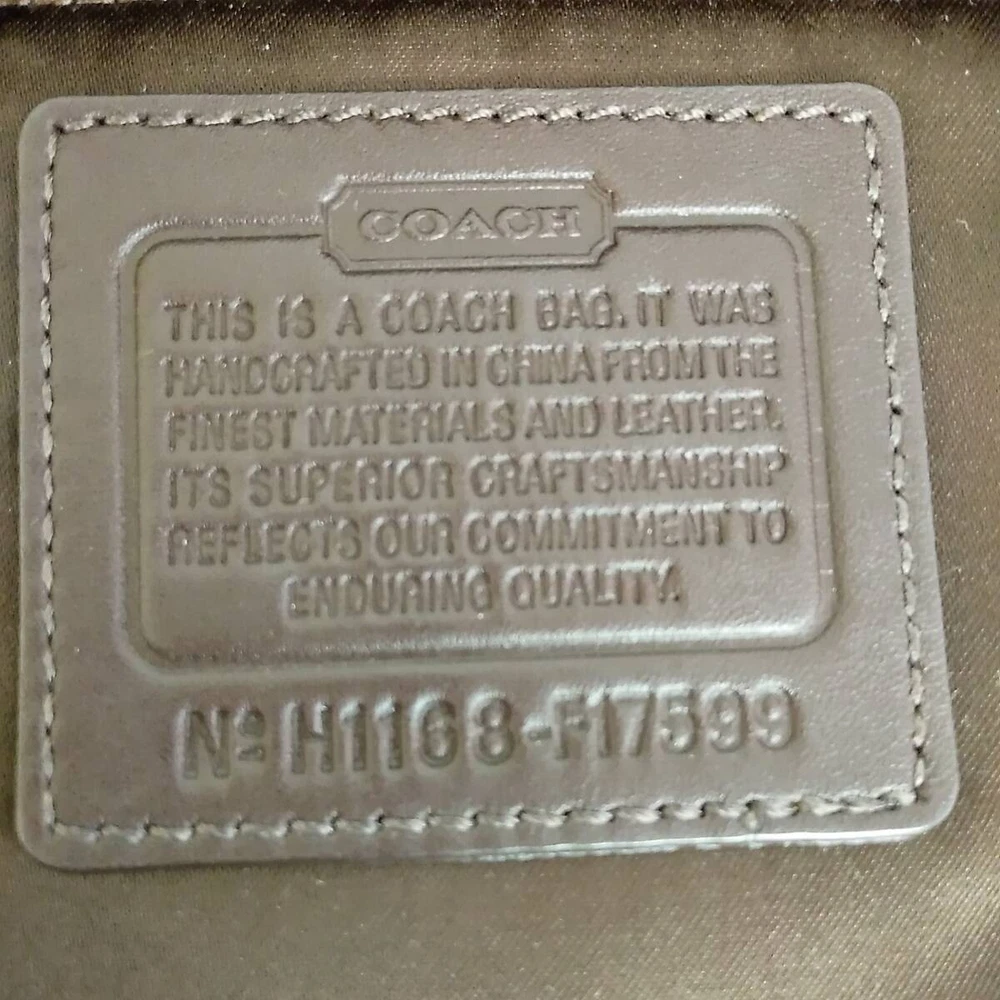 COACH
THIS IS A COACH BAG. IT WAS
HANDCRAFTED IN CHINA FROM THE
FINEST MATERIALS AND LEATHER.
ITS SUPERIOR CRAFTSMANSHIP
REFLECTS OUR COMMITMENT TO
ENDURING QUALITY.
Nº H1168-F17599